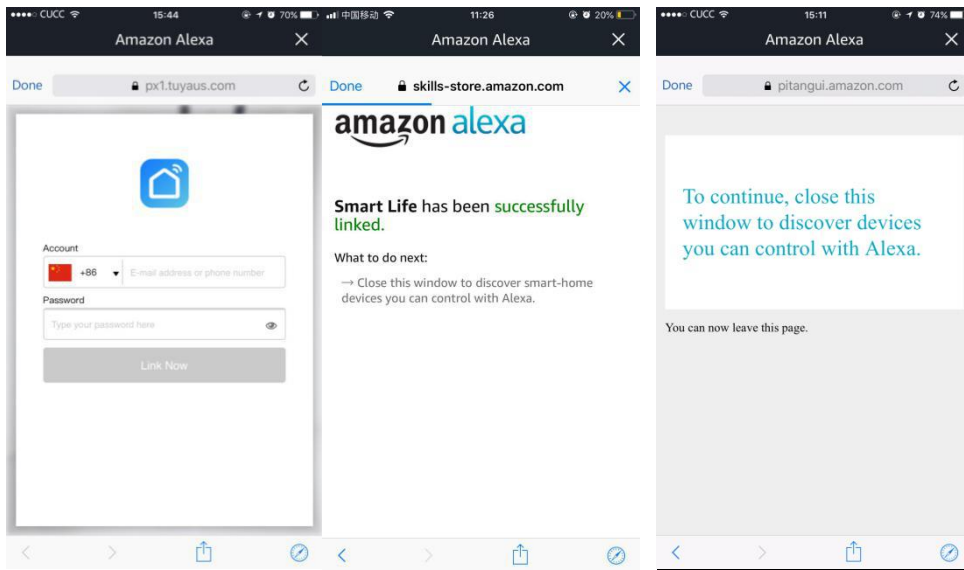 CUCC 15:44 70%
Amazon Alexa
Done px1.tuyaus.com
Account
+86 E-mail address or phone number
Password
Type your password here
Link Now
中国移动 11:26 20%
Amazon Alexa
Done skills-store.amazon.com
amazon alexa
Smart Life has been successfully
linked.
What to do next:
→ Close this window to discover smart-home
devices you can control with Alexa.
CUCC 15:11 74%
Amazon Alexa
Done pitangui.amazon.com
To continue, close this
window to discover devices
you can control with Alexa.
You can now leave this page.